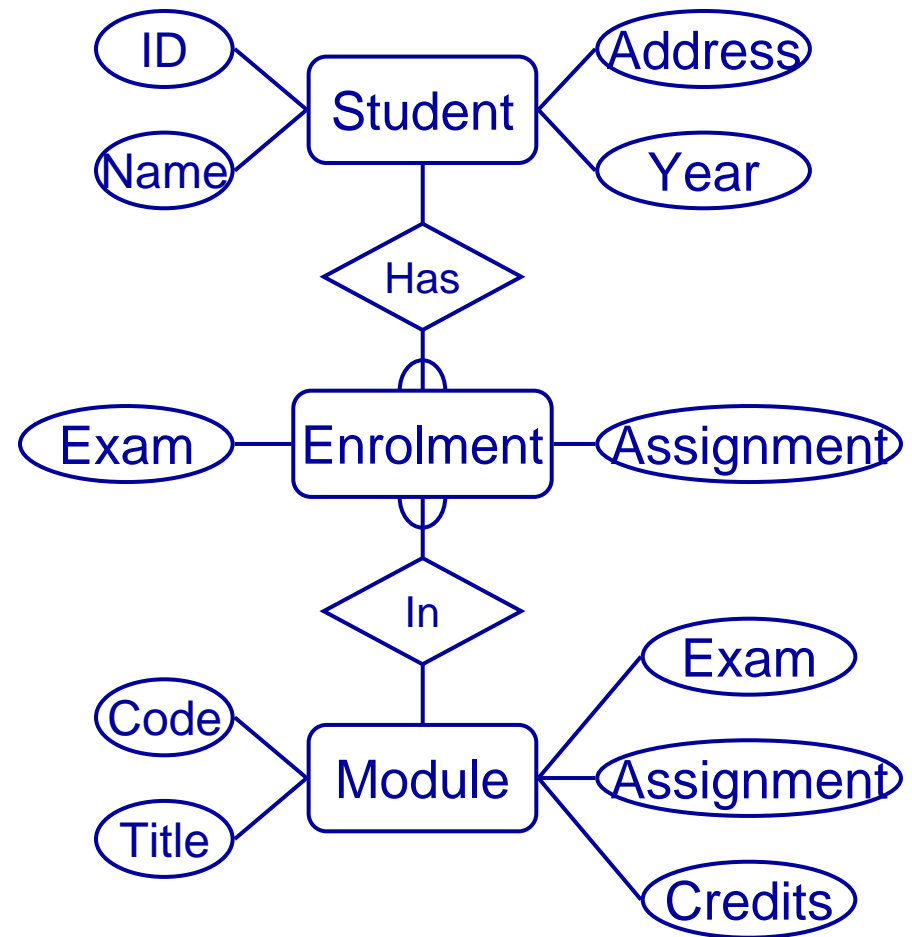 ID
Address
Student
Name
Year
Has
Exam
Enrolment
Assignment
In
Exam
Code
Module
Assignment
Title
Credits